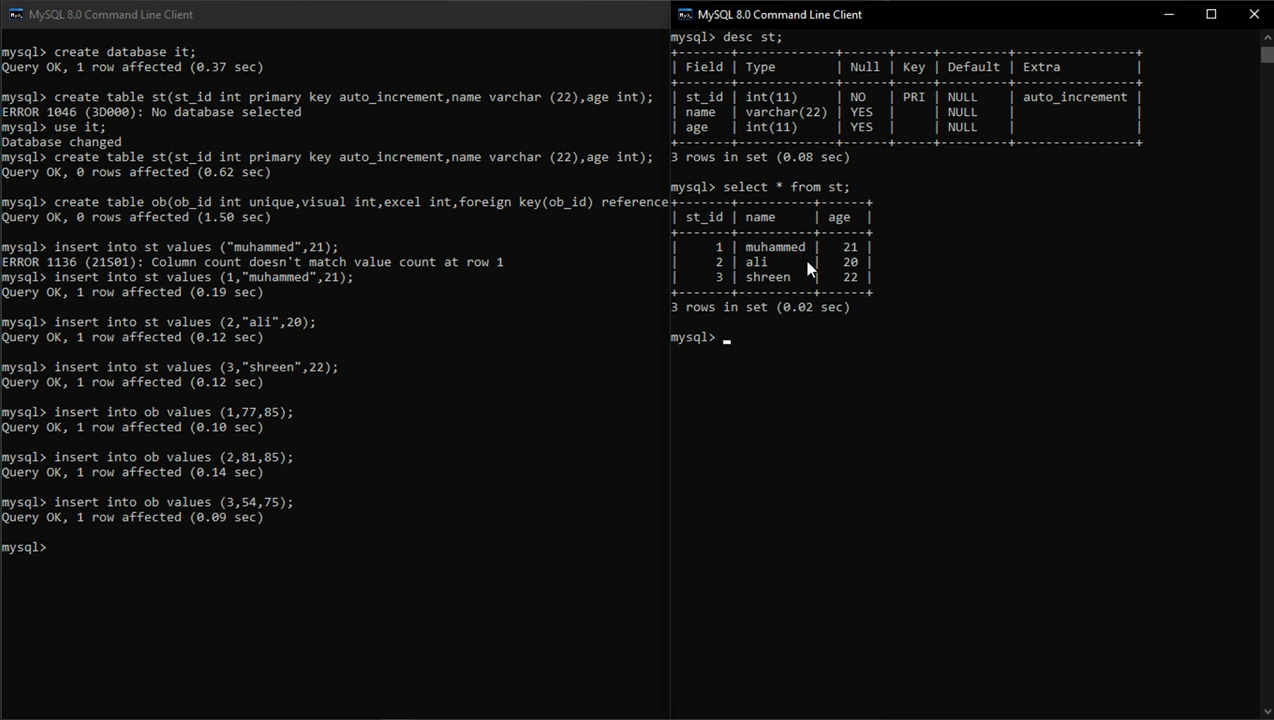 MySQL 8.0 Command Line Client
mysql> create database it;
Query OK, 1 row affected (0.37 sec)
mysql> create table st(st_id int primary key auto_increment,name varchar (22),age int);
ERROR 1046 (3D000): No database selected
mysql> use it;
Database changed
mysql> create table st(st_id int primary key auto_increment,name varchar (22),age int);
Query OK, 0 rows affected (0.62 sec)
mysql> create table ob(ob_id int unique,visual int,excel int,foreign key(ob_id) reference
Query OK, 0 rows affected (1.50 sec)
mysql> insert into st values ("muhammed",21);
ERROR 1136 (21S01): Column count doesn't match value count at row 1
mysql> insert into st values (1,"muhammed",21);
Query OK, 1 row affected (0.19 sec)
mysql> insert into st values (2,"ali",20);
Query OK, 1 row affected (0.12 sec)
mysql> insert into st values (3,"shreen",22);
Query OK, 1 row affected (0.12 sec)
mysql> insert into ob values (1,77,85);
Query OK, 1 row affected (0.10 sec)
mysql> insert into ob values (2,81,85);
Query OK, 1 row affected (0.14 sec)
mysql> insert into ob values (3,54,75);
Query OK, 1 row affected (0.09 sec)
mysql>
MySQL 8.0 Command Line Client
mysql> desc st;
+-------+-------------+------+-----+---------+----------------+
| Field | Type        | Null | Key | Default | Extra          |
+-------+-------------+------+-----+---------+----------------+
| st_id | int(11)     | NO   | PRI | NULL    | auto_increment |
| name  | varchar(22) | YES  |     | NULL    |                |
| age   | int(11)     | YES  |     | NULL    |                |
+-------+-------------+------+-----+---------+----------------+
3 rows in set (0.08 sec)
mysql> select * from st;
+-------+----------+------+
| st_id | name     | age  |
+-------+----------+------+
|     1 | muhammed |   21 |
|     2 | ali      |   20 |
|     3 | shreen   |   22 |
+-------+----------+------+
3 rows in set (0.02 sec)
mysql> _